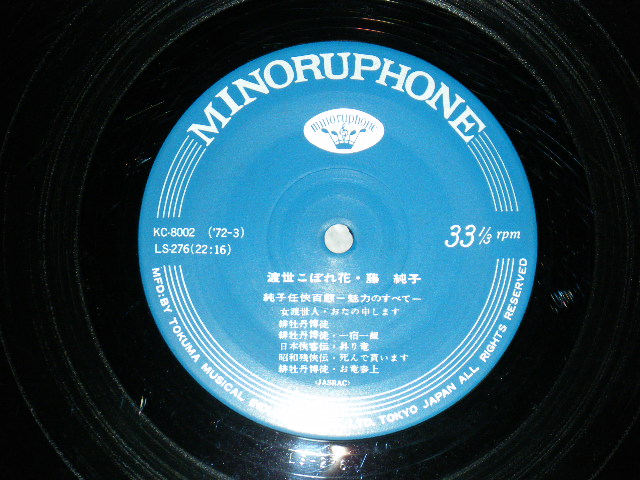 MINORUPHONE
minoruphone
KC-8002 ('72-3)
LS-276(22:16)
33 1/3 rpm
渡世こぼれ花・藤 純子
純子任侠百題ー魅力のすべてー
女渡世人・おたの申します
緋牡丹博徒
緋牡丹博徒・一宿一飯
日本侠客伝・昇り竜
昭和残侠伝・死んで貰います
緋牡丹博徒・お竜参上
(JASRAC)
MFD: BY TOKUMA MUSICAL TOKYO JAPAN ALL RIGHTS RESERVED